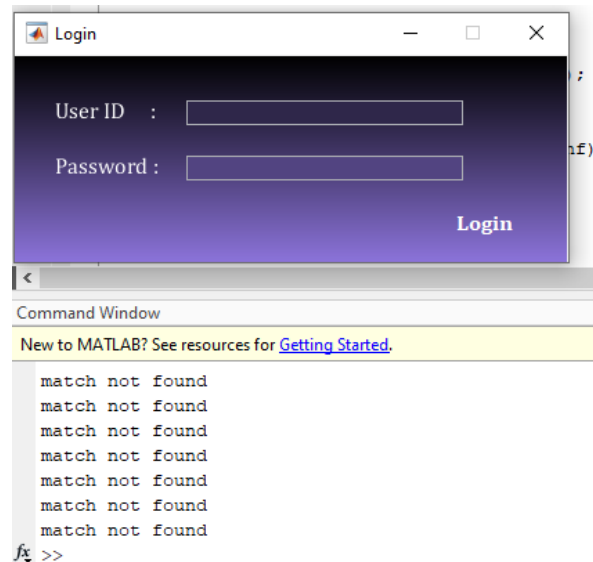 Login
);
User ID :
nf)
Password :
Login
<
Command Window
New to MATLAB? See resources for Getting Started.
match not found
match not found
match not found
match not found
match not found
match not found
match not found
fx >>